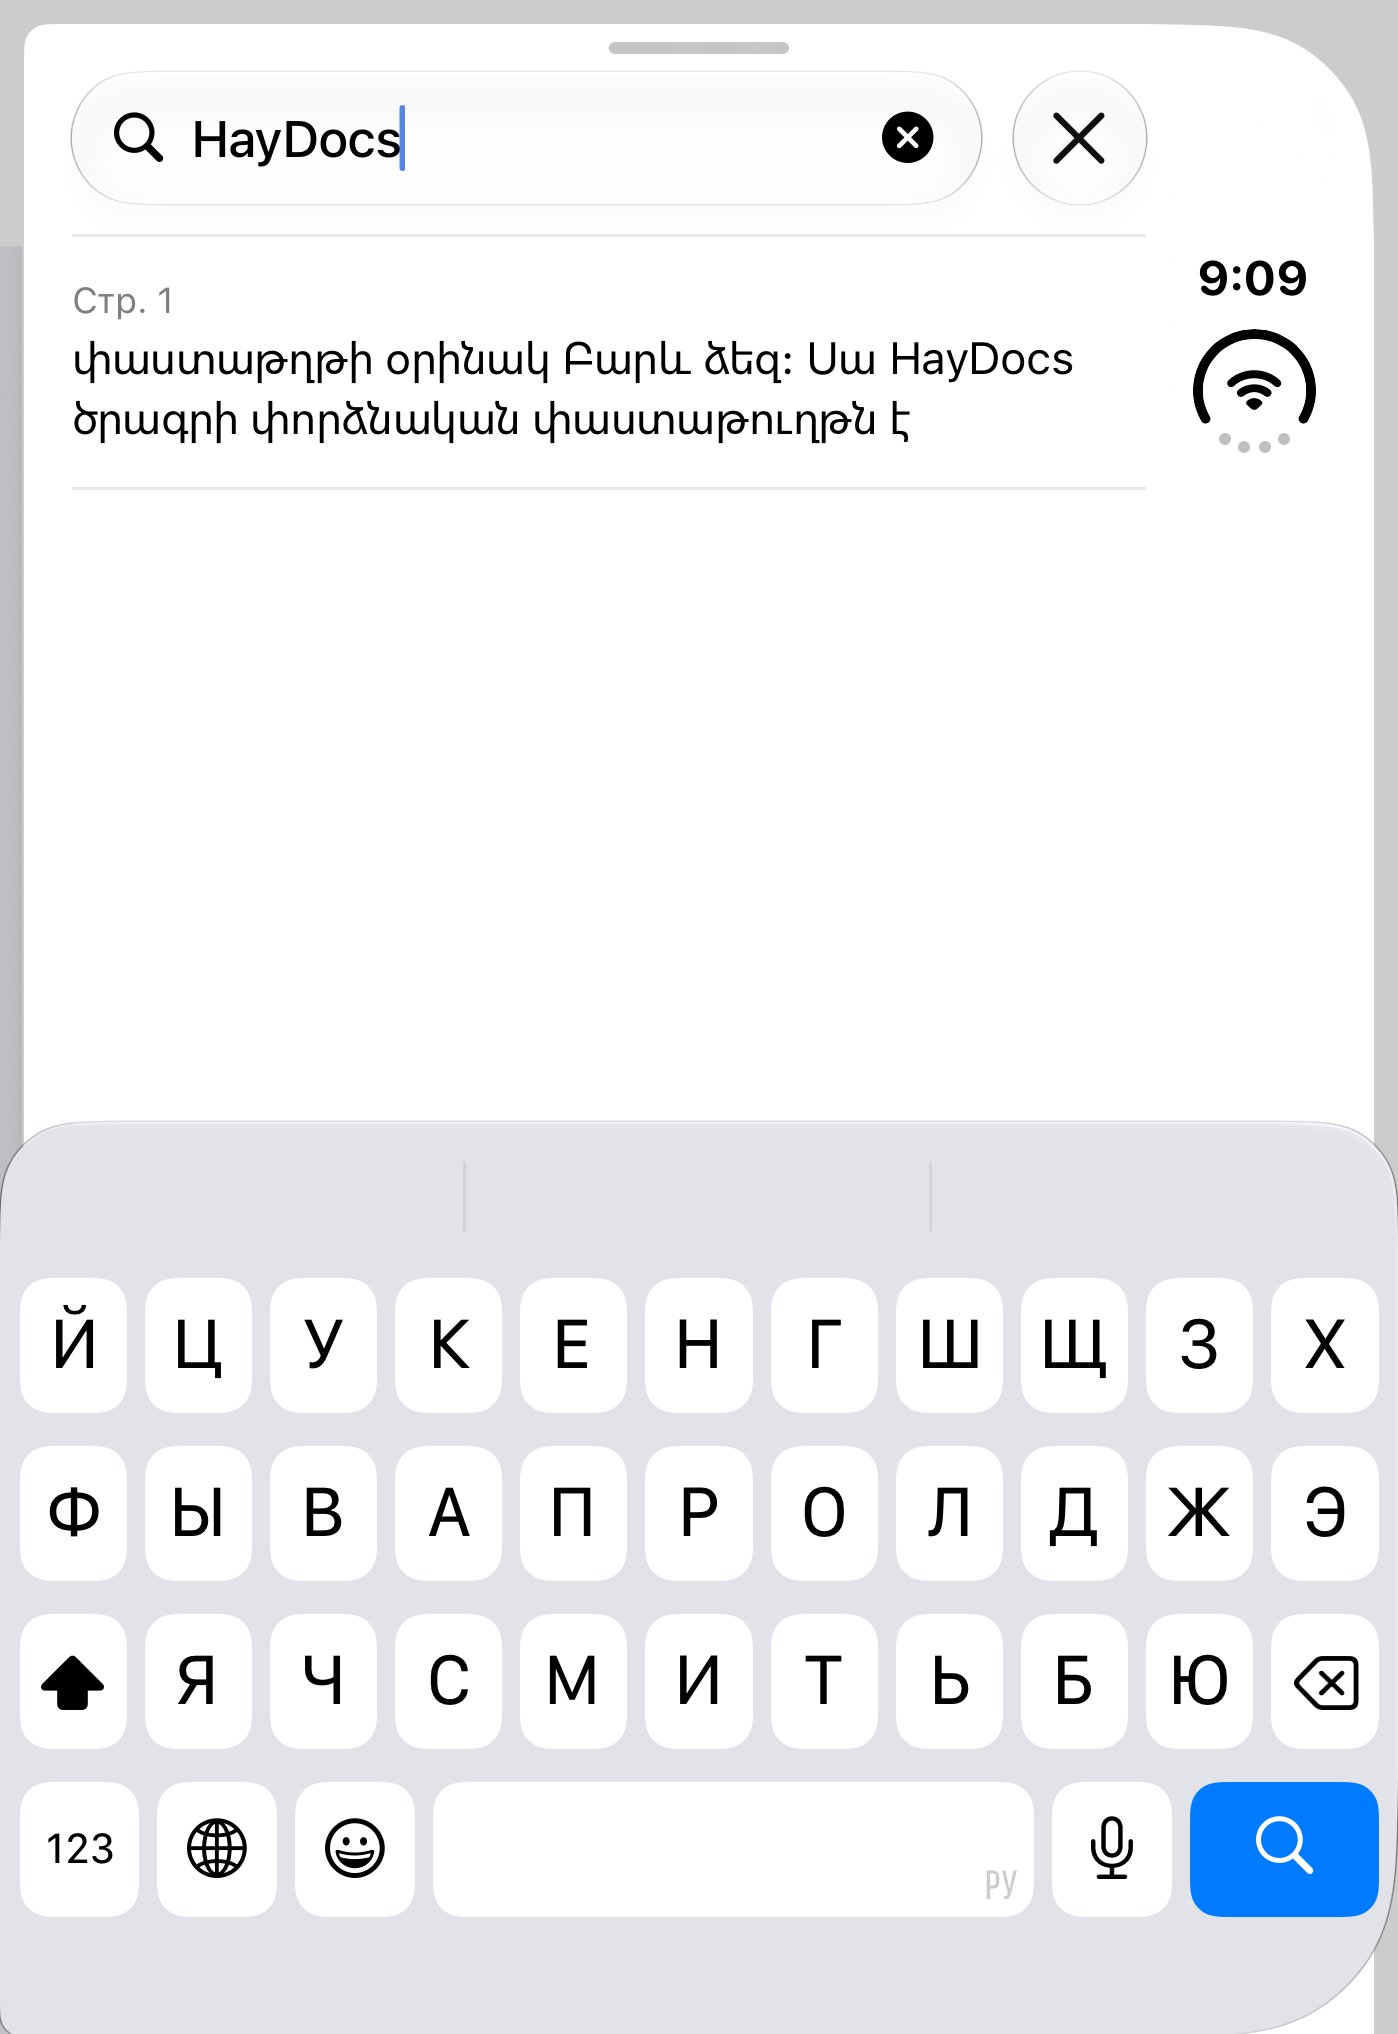 HayDocs
9:09
Стр. 1
փաստաթղթի օրինակ Բարև ձեզ: Սա HayDocs
ծրագրի փորձնական փաստաթուղթն է
Й Ц У К Е Н Г Ш Щ З Х
Ф Ы В А П Р О Л Д Ж Э
Я Ч С М И Т Ь Б Ю
123
РУ